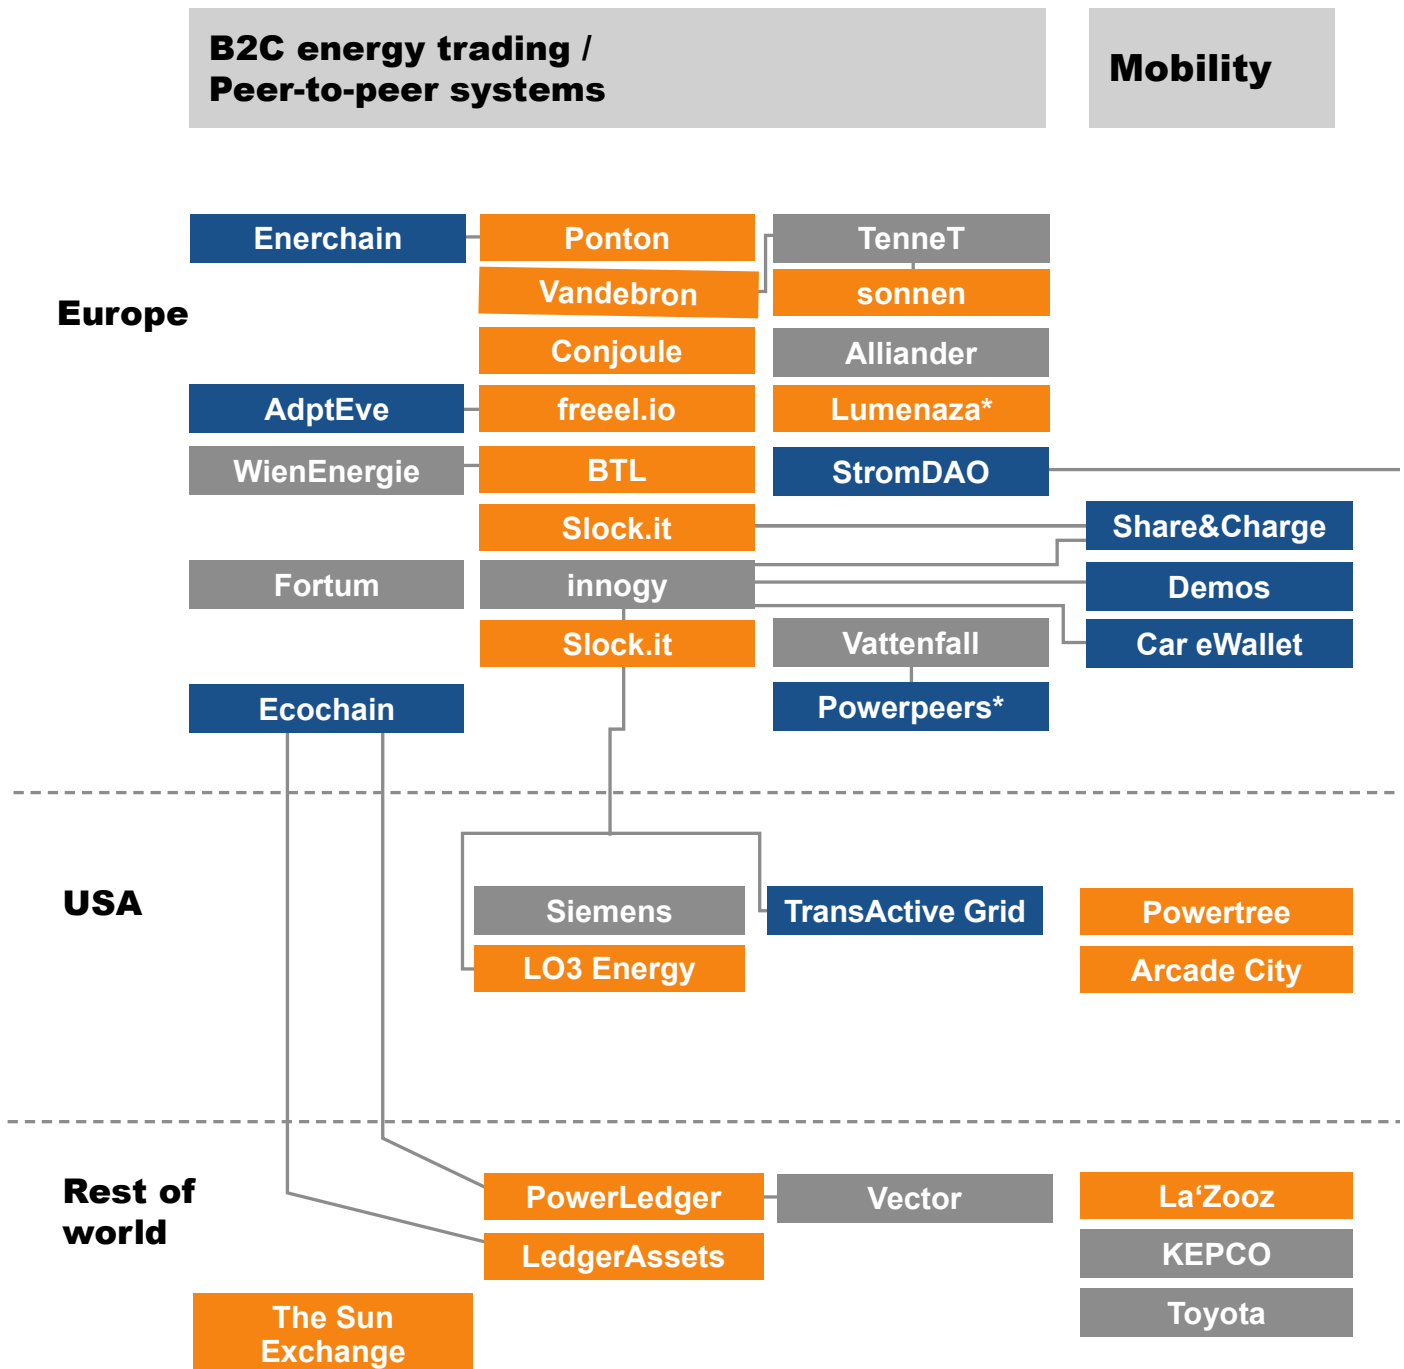 B2C energy trading /
Peer-to-peer systems
Mobility
Europe
Enerchain
Ponton
TenneT
Vandebron
sonnen
Conjoule
Alliander
AdptEve
freeel.io
Lumenaza*
WienEnergie
BTL
StromDAO
Slock.it
Share&Charge
Fortum
innogy
Demos
Slock.it
Vattenfall
Car eWallet
Ecochain
Powerpeers*
USA
Siemens
TransActive Grid
Powertree
LO3 Energy
Arcade City
Rest of
world
PowerLedger
Vector
La‘Zooz
LedgerAssets
KEPCO
The Sun
Exchange
Toyota